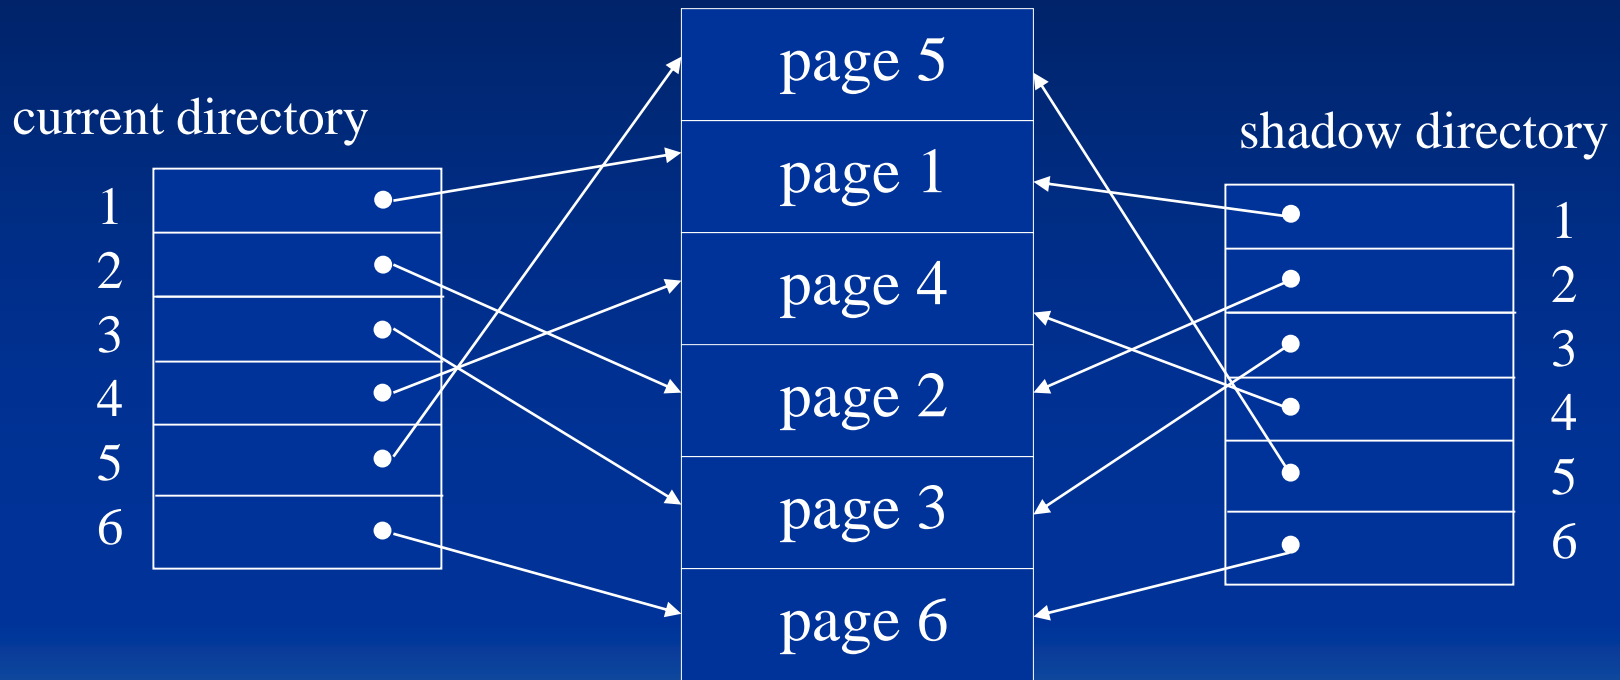 current directory
1
2
3
4
5
6
page 5
page 1
page 4
page 2
page 3
page 6
shadow directory
1
2
3
4
5
6